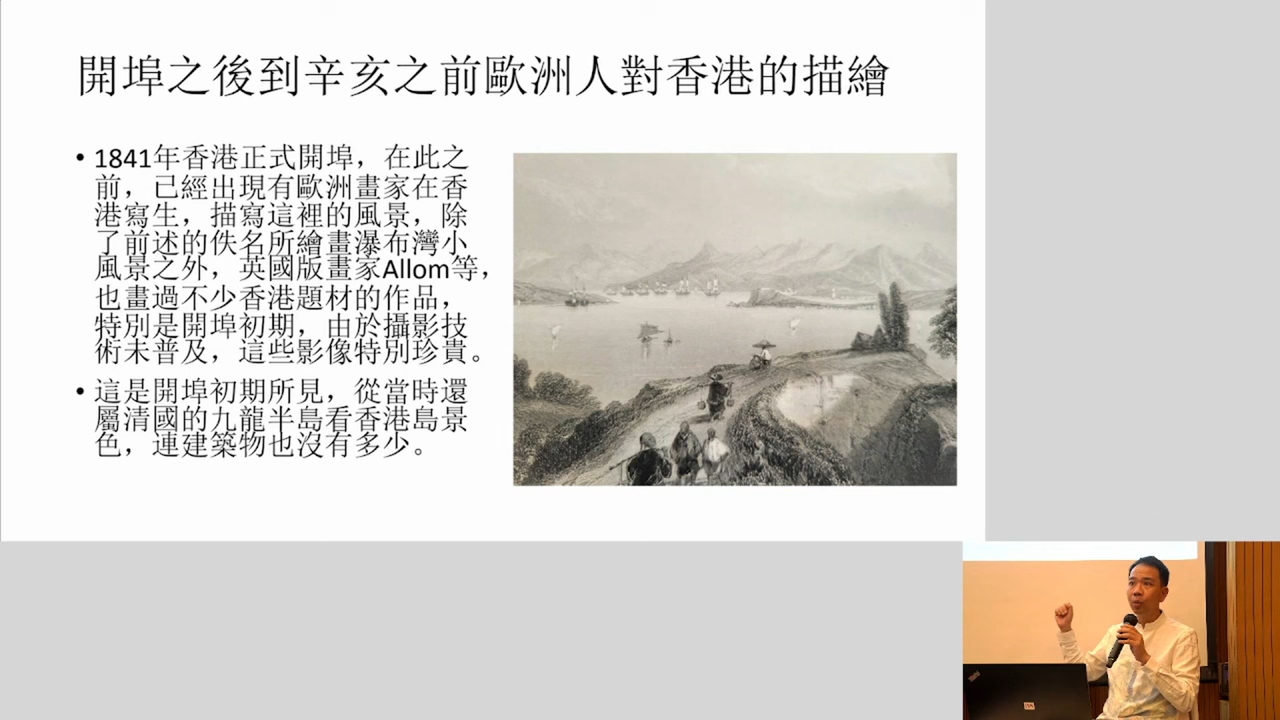 開埠之後到辛亥之前歐洲人對香港的描繪
• 1841年香港正式開埠，在此之
前，已經出現有歐洲畫家在香
港寫生，描寫這裡的風景，除
了前述的佚名所繪畫瀑布灣小
風景之外，英國版畫家Allom等，
也畫過不少香港題材的作品，
特別是開埠初期，由於攝影技
術未普及，這些影像特別珍貴。
• 這是開埠初期所見，從當時還
屬清國的九龍半島看香港島景
色，連建築物也沒有多少。